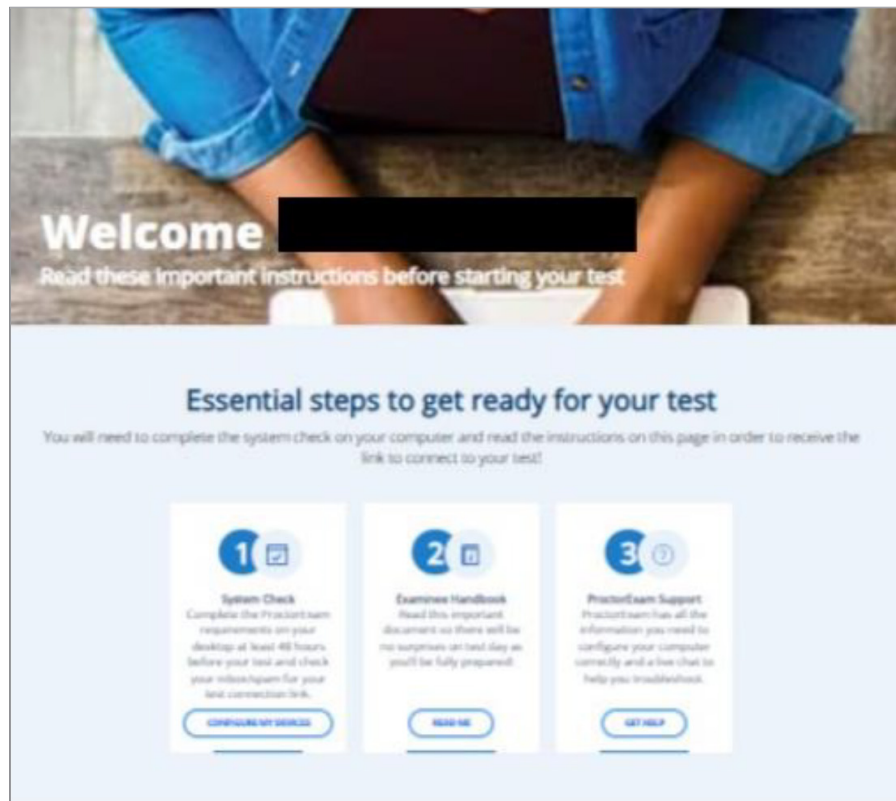 Welcome
Read these important instructions before starting your test
Essential steps to get ready for your test
You will need to complete the system check on your computer and read the instructions on this page in order to receive the
link to connect to your test!
1
System Check
Complete the ProctorExam
requirements on your
desktop at least 48 hours
before your test and check
your inbox/spam for your
test connection link.
CONFIGURE MY DEVICES
2
Examinee Handbook
Read this important
document so there will be
no surprises on test day as
you'll be fully prepared!
READ ME
3
ProctorExam Support
ProctorExam has all the
information you need to
configure your computer
correctly and a live chat to
help you troubleshoot.
GET HELP